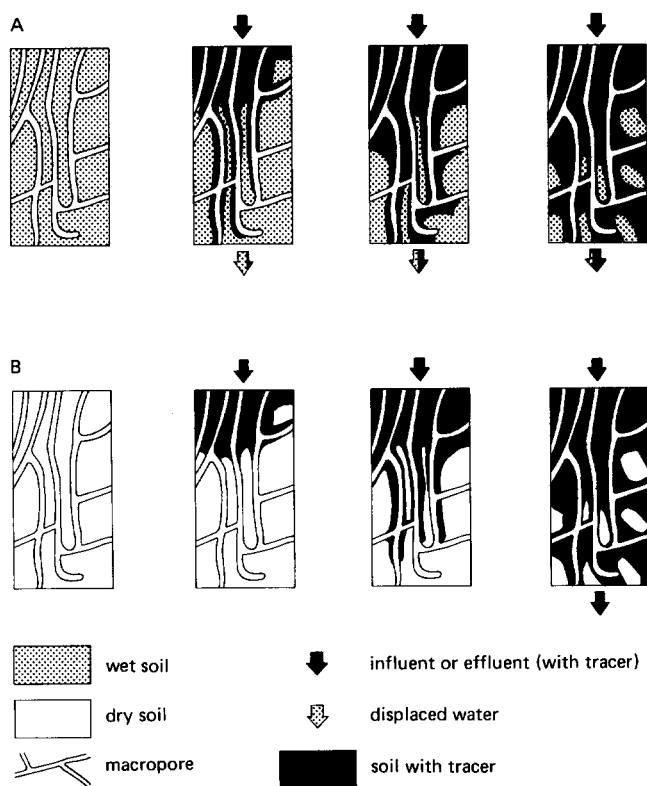 A
B
wet soil
influent or effluent (with tracer)
dry soil
displaced water
macropore
soil with tracer